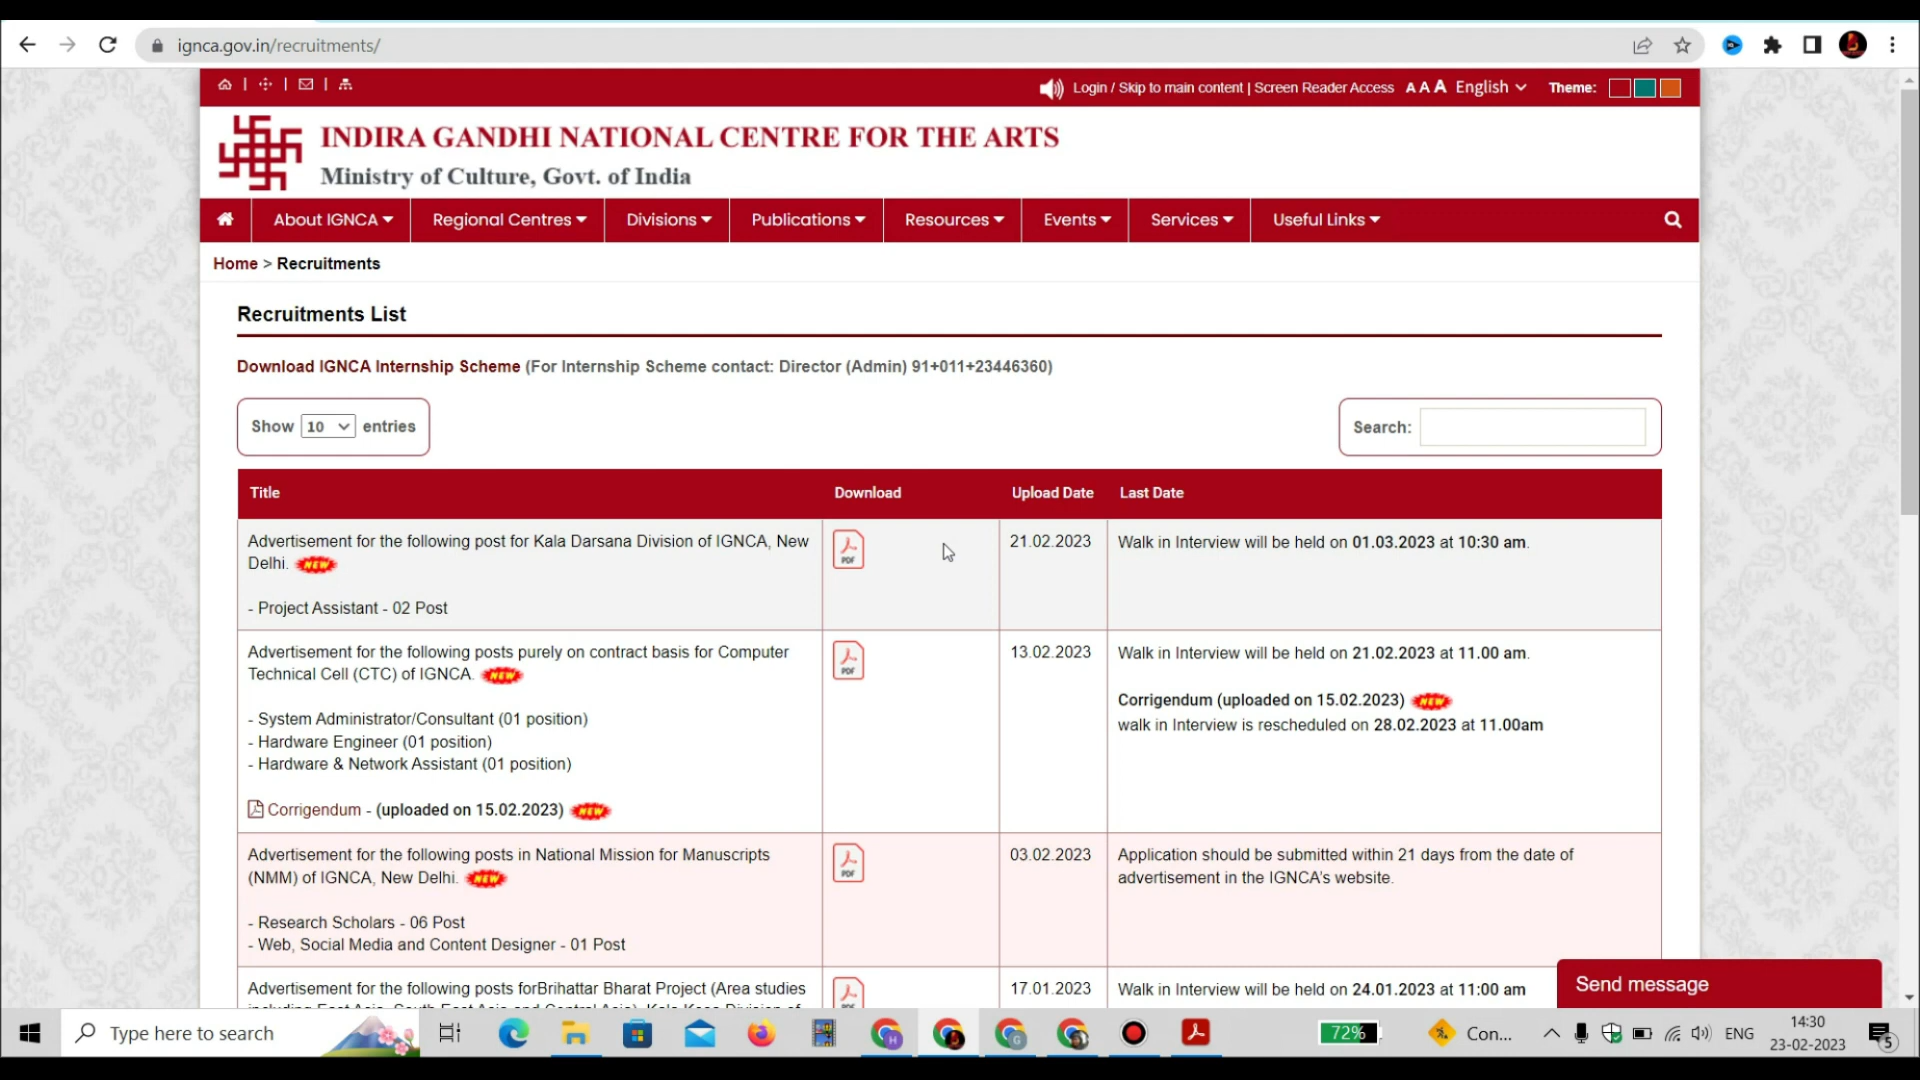 ignca.gov.in/recruitments/
Login / Skip to main content | Screen Reader Access A A A English Theme:
INDIRA GANDHI NATIONAL CENTRE FOR THE ARTS
Ministry of Culture, Govt. of India
About IGNCA Regional Centres Divisions Publications Resources Events Services Useful Links
Home > Recruitments
Recruitments List
Download IGNCA Internship Scheme (For Internship Scheme contact: Director (Admin) 91+011+23446360)
Show 10 entries Search:
Title Download Upload Date Last Date
Advertisement for the following post for Kala Darsana Division of IGNCA, New
Delhi. NEW
- Project Assistant - 02 Post
PDF
21.02.2023
Walk in Interview will be held on 01.03.2023 at 10:30 am.
Advertisement for the following posts purely on contract basis for Computer
Technical Cell (CTC) of IGNCA. NEW
- System Administrator/Consultant (01 position)
- Hardware Engineer (01 position)
- Hardware & Network Assistant (01 position)
Corrigendum - (uploaded on 15.02.2023) NEW
PDF
13.02.2023
Walk in Interview will be held on 21.02.2023 at 11.00 am.
Corrigendum (uploaded on 15.02.2023) NEW
walk in Interview is rescheduled on 28.02.2023 at 11.00am
Advertisement for the following posts in National Mission for Manuscripts
(NMM) of IGNCA, New Delhi. NEW
- Research Scholars - 06 Post
- Web, Social Media and Content Designer - 01 Post
PDF
03.02.2023
Application should be submitted within 21 days from the date of
advertisement in the IGNCA's website.
Advertisement for the following posts forBrihattar Bharat Project (Area studies
17.01.2023
Walk in Interview will be held on 24.01.2023 at 11:00 am
Send message
Type here to search
72%
Con...
ENG
14:30
23-02-2023
5